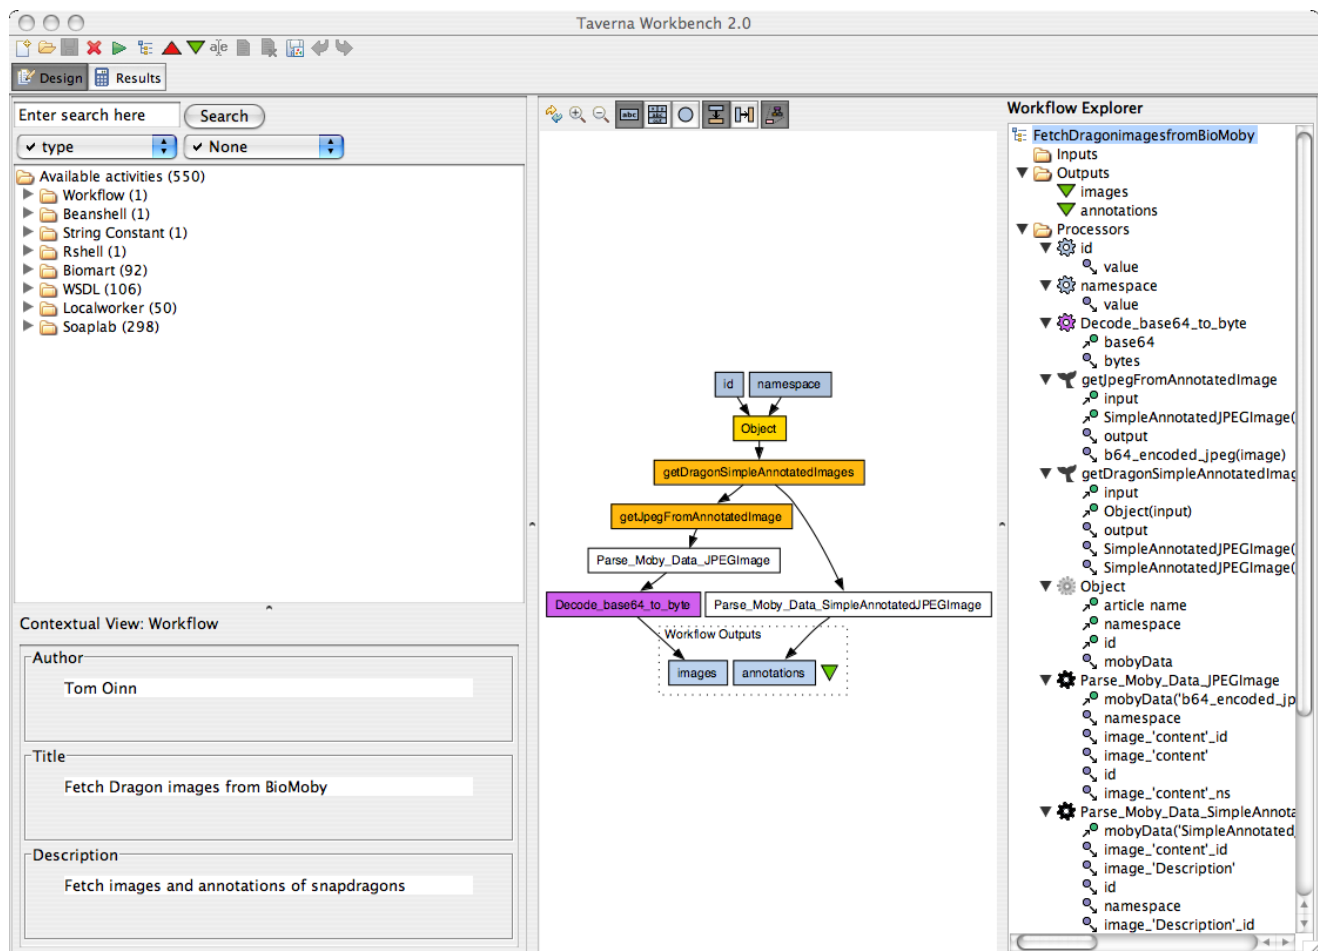 Taverna Workbench 2.0
Design
Results
Enter search here
Search
type
None
Available activities (550)
Workflow (1)
Beanshell (1)
String Constant (1)
Rshell (1)
Biomart (92)
WSDL (106)
Localworker (50)
Soaplab (298)
Contextual View: Workflow
Author
Tom Oinn
Title
Fetch Dragon images from BioMoby
Description
Fetch images and annotations of snapdragons
id
namespace
Object
getDragonSimpleAnnotatedImages
getJpegFromAnnotatedImage
Parse_Moby_Data_JPEGImage
Decode_base64_to_byte
Parse_Moby_Data_SimpleAnnotatedJPEGImage
Workflow Outputs
images
annotations
Workflow Explorer
FetchDragonimagesfromBioMoby
Inputs
Outputs
images
annotations
Processors
id
value
namespace
value
Decode_base64_to_byte
base64
bytes
getJpegFromAnnotatedImage
input
SimpleAnnotatedJPEGImage(
output
b64_encoded_jpeg(image)
getDragonSimpleAnnotatedImag
input
Object(input)
output
SimpleAnnotatedJPEGImage(
SimpleAnnotatedJPEGImage(
Object
article name
namespace
id
mobyData
Parse_Moby_Data_JPEGImage
mobyData('b64_encoded_jp
namespace
image_'content'_id
image_'content'
id
image_'content'_ns
Parse_Moby_Data_SimpleAnnota
mobyData('SimpleAnnotated_
image_'content'_id
image_'Description'
id
namespace
image_'Description'_id